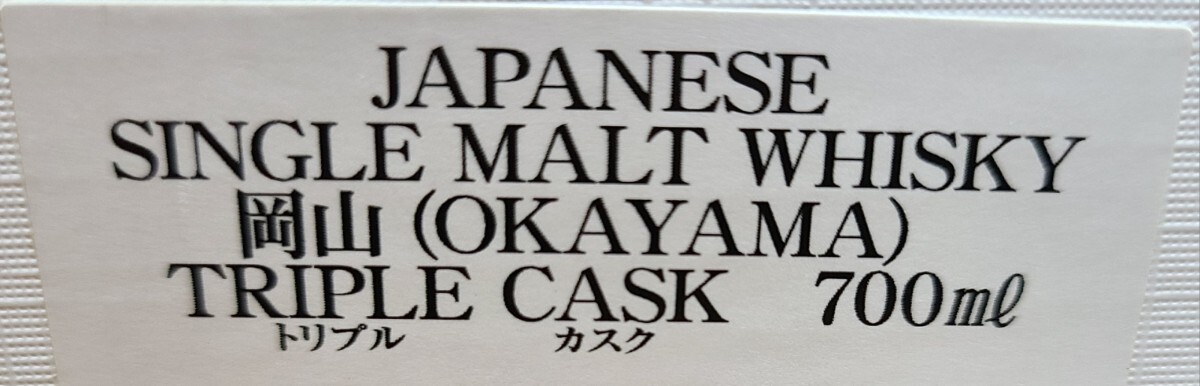 JAPANESE
SINGLE MALT WHISKY
岡山 (OKAYAMA)
TRIPLE CASK 700ml
トリプル カスク